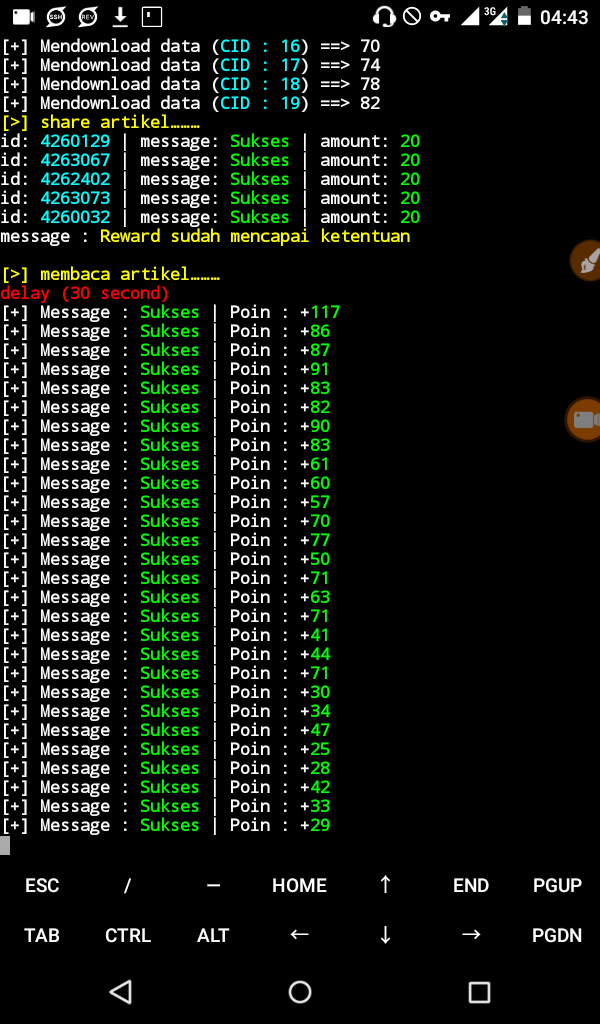 SSH REV 3G 04:43
[+] Mendownload data (CID : 16) ==> 70
[+] Mendownload data (CID : 17) ==> 74
[+] Mendownload data (CID : 18) ==> 78
[+] Mendownload data (CID : 19) ==> 82
[>] share artikel………
id: 4260129 | message: Sukses | amount: 20
id: 4263067 | message: Sukses | amount: 20
id: 4262402 | message: Sukses | amount: 20
id: 4263073 | message: Sukses | amount: 20
id: 4260032 | message: Sukses | amount: 20
message : Reward sudah mencapai ketentuan
[>] membaca artikel………
delay (30 second)
[+] Message : Sukses | Poin : +117
[+] Message : Sukses | Poin : +86
[+] Message : Sukses | Poin : +87
[+] Message : Sukses | Poin : +91
[+] Message : Sukses | Poin : +83
[+] Message : Sukses | Poin : +82
[+] Message : Sukses | Poin : +90
[+] Message : Sukses | Poin : +83
[+] Message : Sukses | Poin : +61
[+] Message : Sukses | Poin : +60
[+] Message : Sukses | Poin : +57
[+] Message : Sukses | Poin : +70
[+] Message : Sukses | Poin : +77
[+] Message : Sukses | Poin : +50
[+] Message : Sukses | Poin : +71
[+] Message : Sukses | Poin : +63
[+] Message : Sukses | Poin : +71
[+] Message : Sukses | Poin : +41
[+] Message : Sukses | Poin : +44
[+] Message : Sukses | Poin : +71
[+] Message : Sukses | Poin : +30
[+] Message : Sukses | Poin : +34
[+] Message : Sukses | Poin : +47
[+] Message : Sukses | Poin : +25
[+] Message : Sukses | Poin : +28
[+] Message : Sukses | Poin : +42
[+] Message : Sukses | Poin : +33
[+] Message : Sukses | Poin : +29
ESC / — HOME ↑ END PGUP
TAB CTRL ALT ← ↓ → PGDN